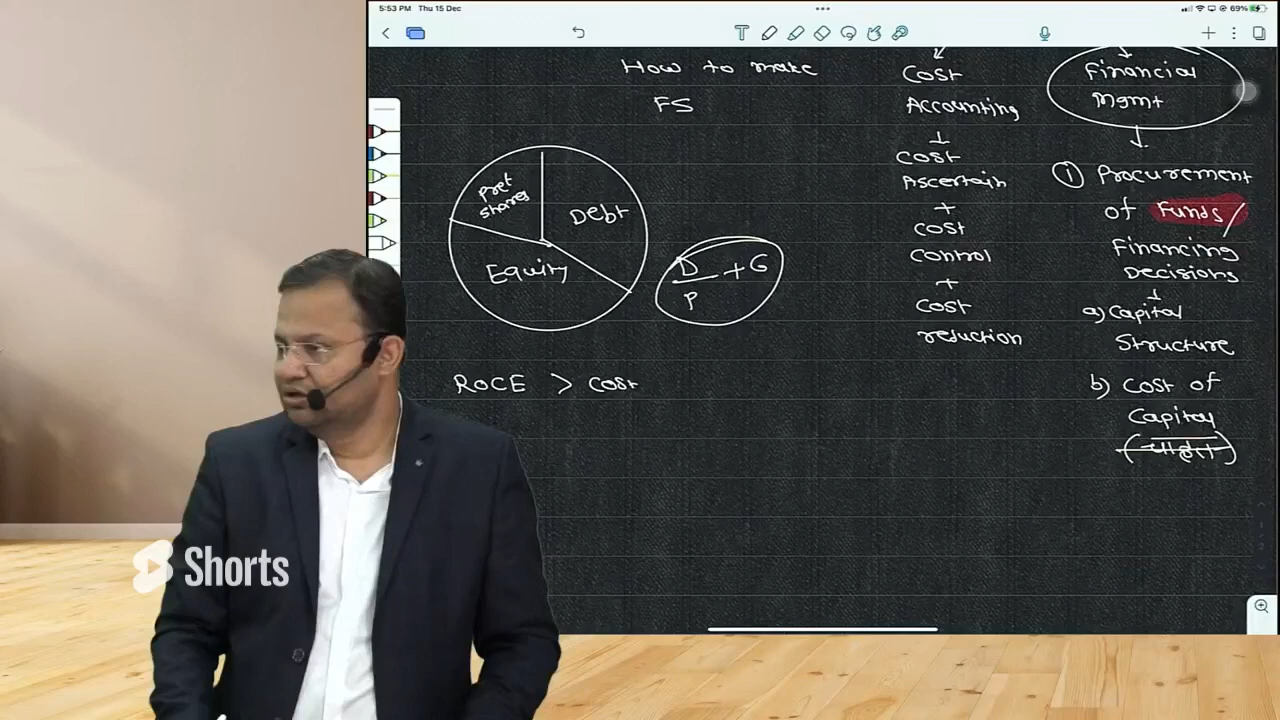 5:53 PM Thu 15 Dec
69%
How to make
FS
Pref
shares
Debt
Equity
D
P
+ G
ROCE > Cost
Cost
Accounting
Cost
Ascertain
+
Cost
control
+
Cost
reduction
Financial
Mgmt
① Procurement
of Funds/
Financing
Decisions
a) Capital
Structure
b) Cost of
Capital
Shorts